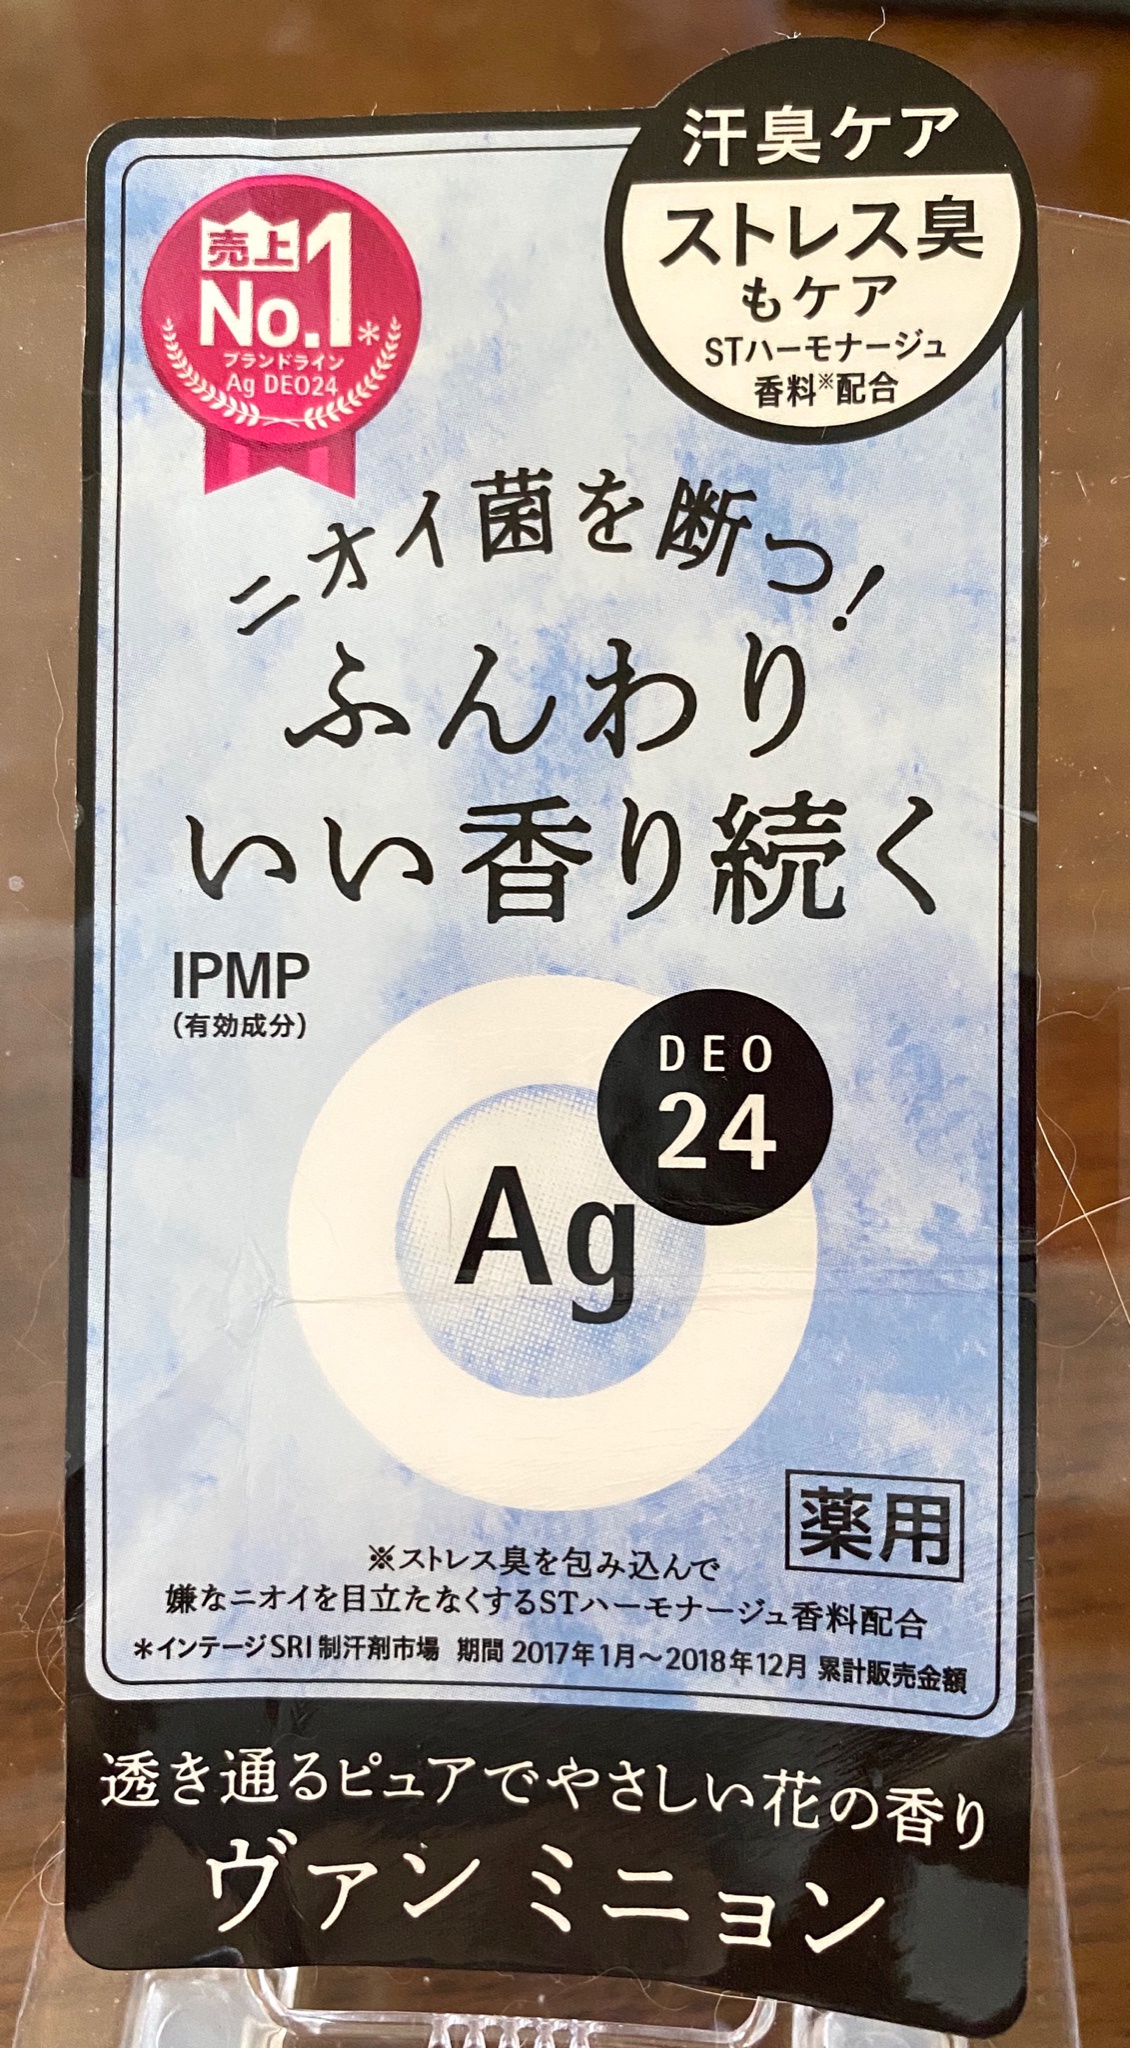 汗臭ケア
ストレス臭
もケア
STハーモナージュ
香料※配合
売上
No.1*
ブランドライン
Ag DEO24
ニオイ菌を断つ!
ふんわり
いい香り続く
IPMP
(有効成分)
DEO
24
Ag
薬用
※ストレス臭を包み込んで
嫌なニオイを目立たなくするSTハーモナージュ香料配合
*インテージSRI 制汗剤市場 期間 2017年1月～2018年12月 累計販売金額
透き通るピュアでやさしい花の香り
ヴァン ミニョン